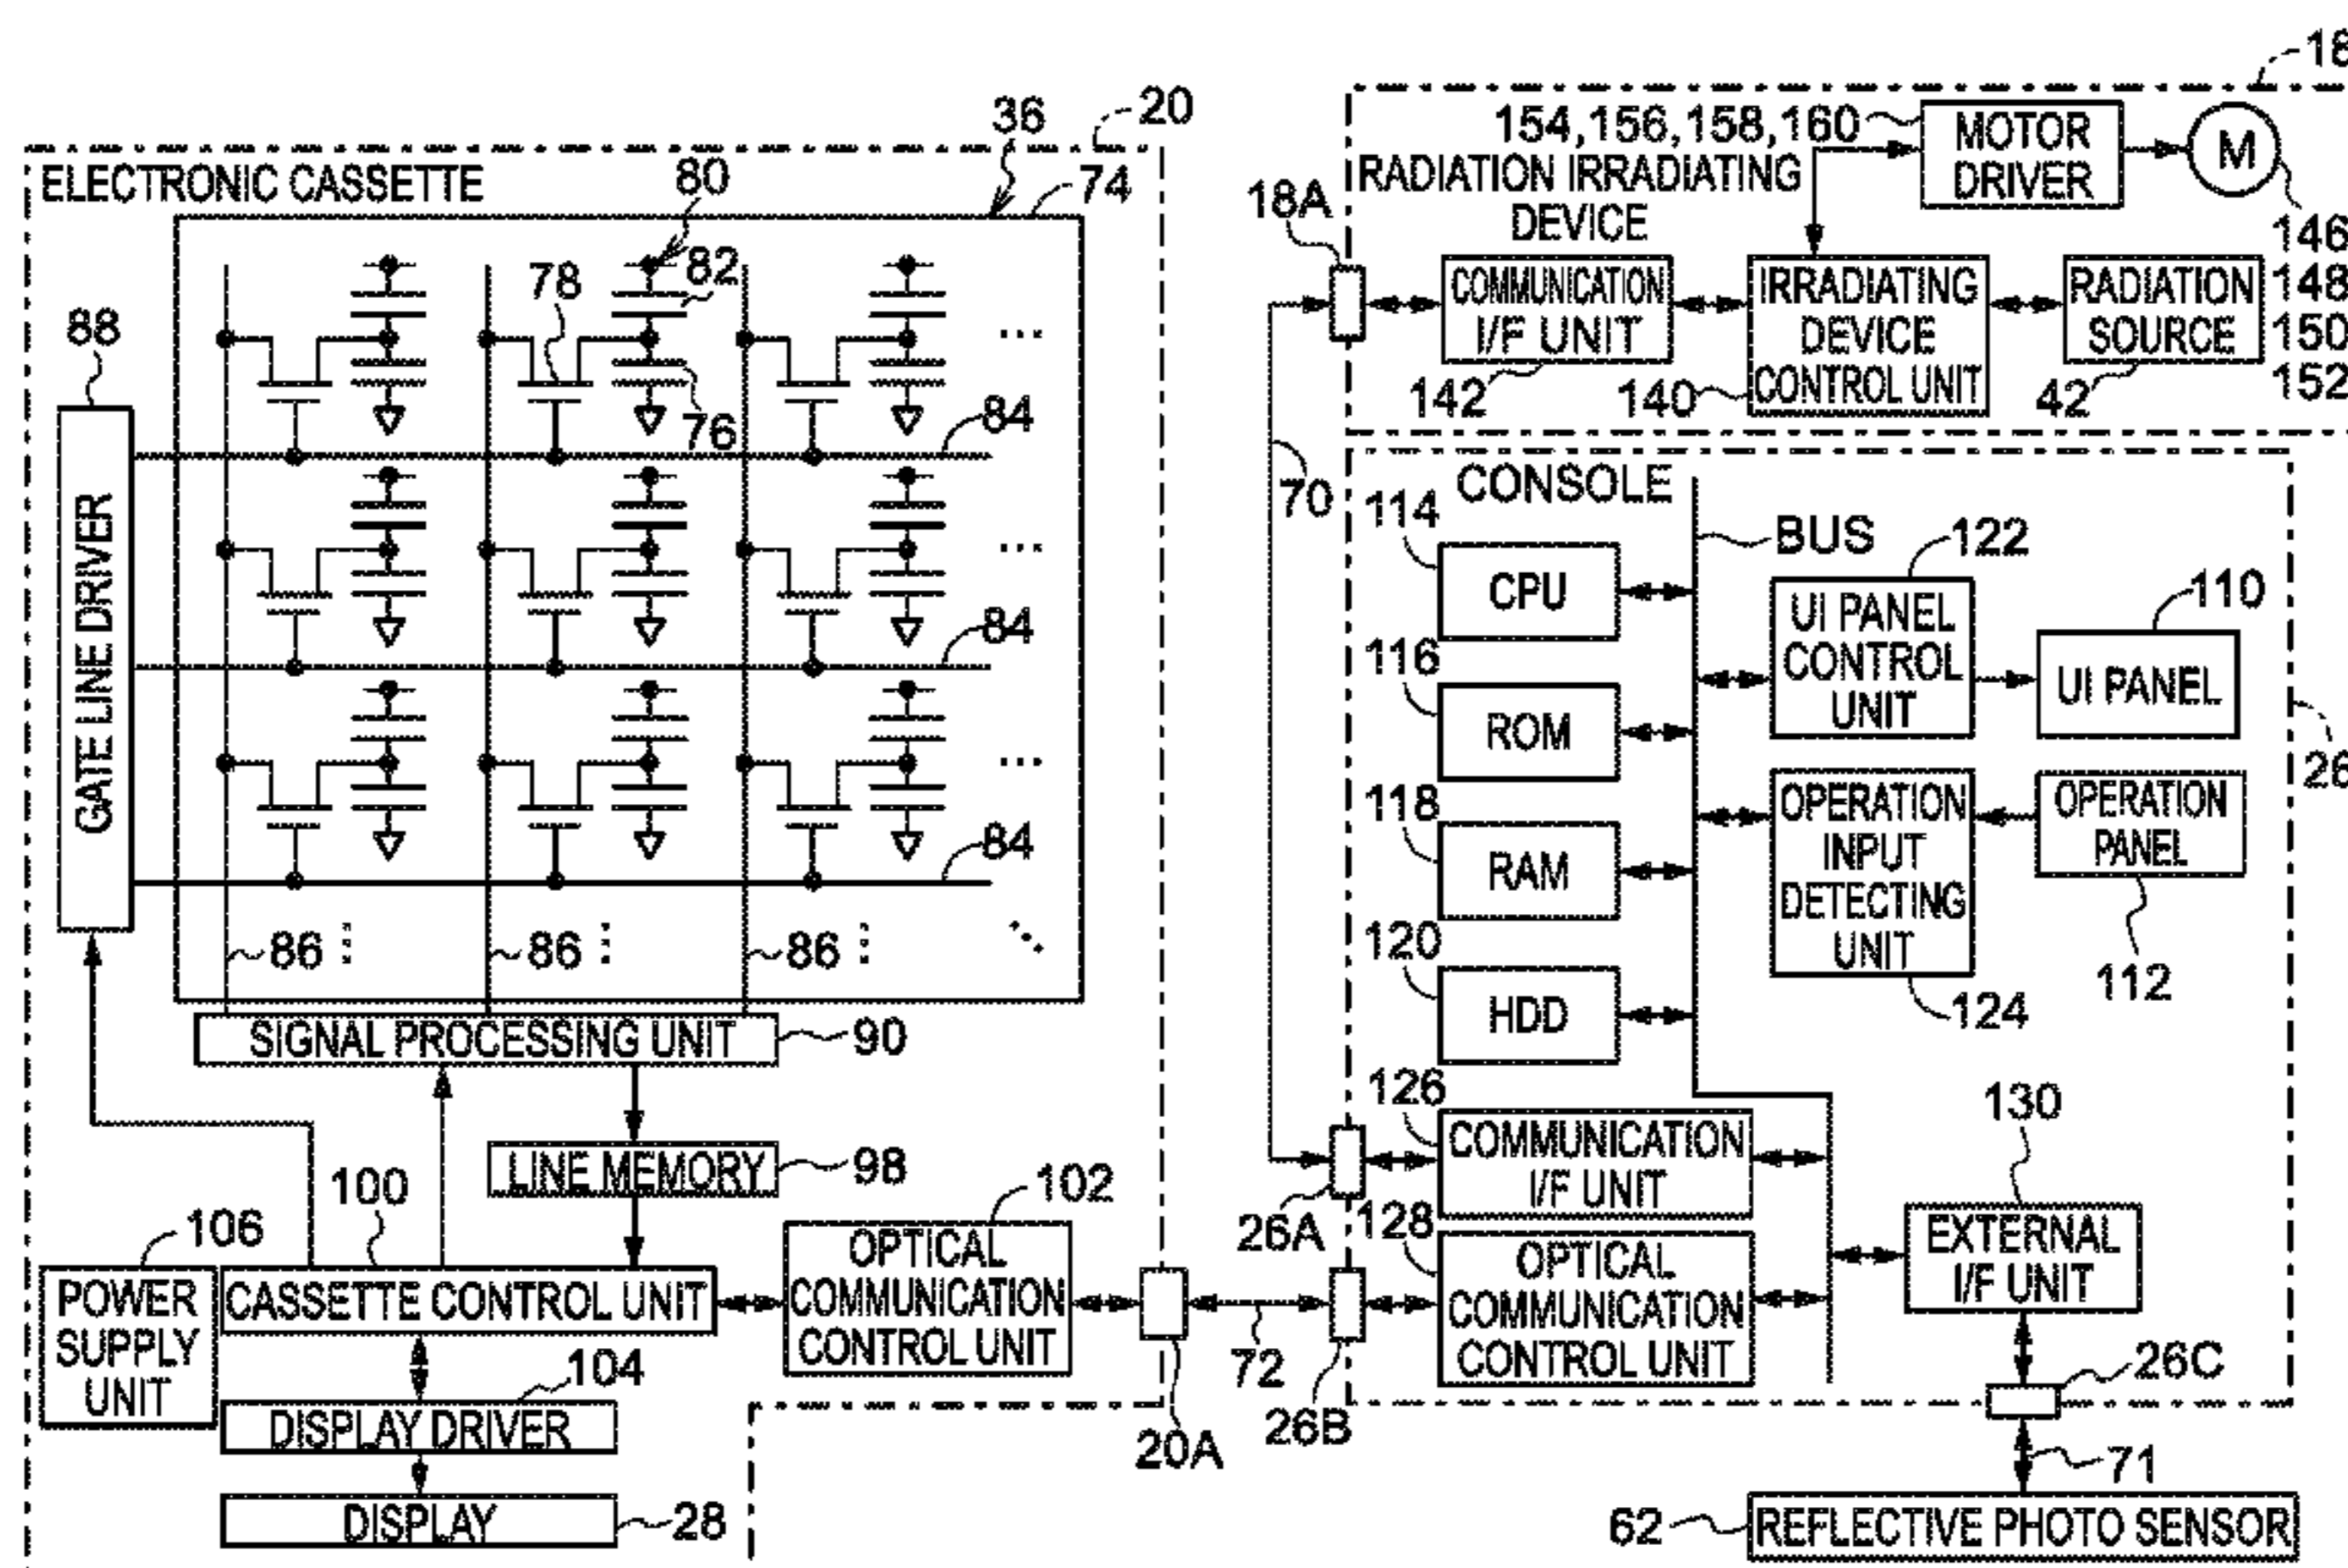 18
20
36
154,156,158,160
MOTOR
DRIVER
M
ELECTRONIC CASSETTE
80
74
18A
RADIATION IRRADIATING
DEVICE
146
148
150
152
78
82
88
COMMUNICATION
I/F UNIT
IRRADIATING
DEVICE
CONTROL UNIT
RADIATION
SOURCE
142
140
42
76
84
...
GATE LINE DRIVER
70
CONSOLE
BUS
114
CPU
122
UI PANEL
CONTROL
UNIT
110
UI PANEL
...
84
116
ROM
26
118
RAM
OPERATION
INPUT
DETECTING
UNIT
OPERATION
PANEL
...
84
86
86
86
120
HDD
124
112
SIGNAL PROCESSING UNIT
90
126
COMMUNICATION
I/F UNIT
130
EXTERNAL
I/F UNIT
LINE MEMORY
98
100
102
106
26A
128
OPTICAL
COMMUNICATION
CONTROL UNIT
POWER
SUPPLY
UNIT
CASSETTE CONTROL UNIT
OPTICAL
COMMUNICATION
CONTROL UNIT
72
26C
104
DISPLAY DRIVER
20A
26B
71
DISPLAY
28
62
REFLECTIVE PHOTO SENSOR